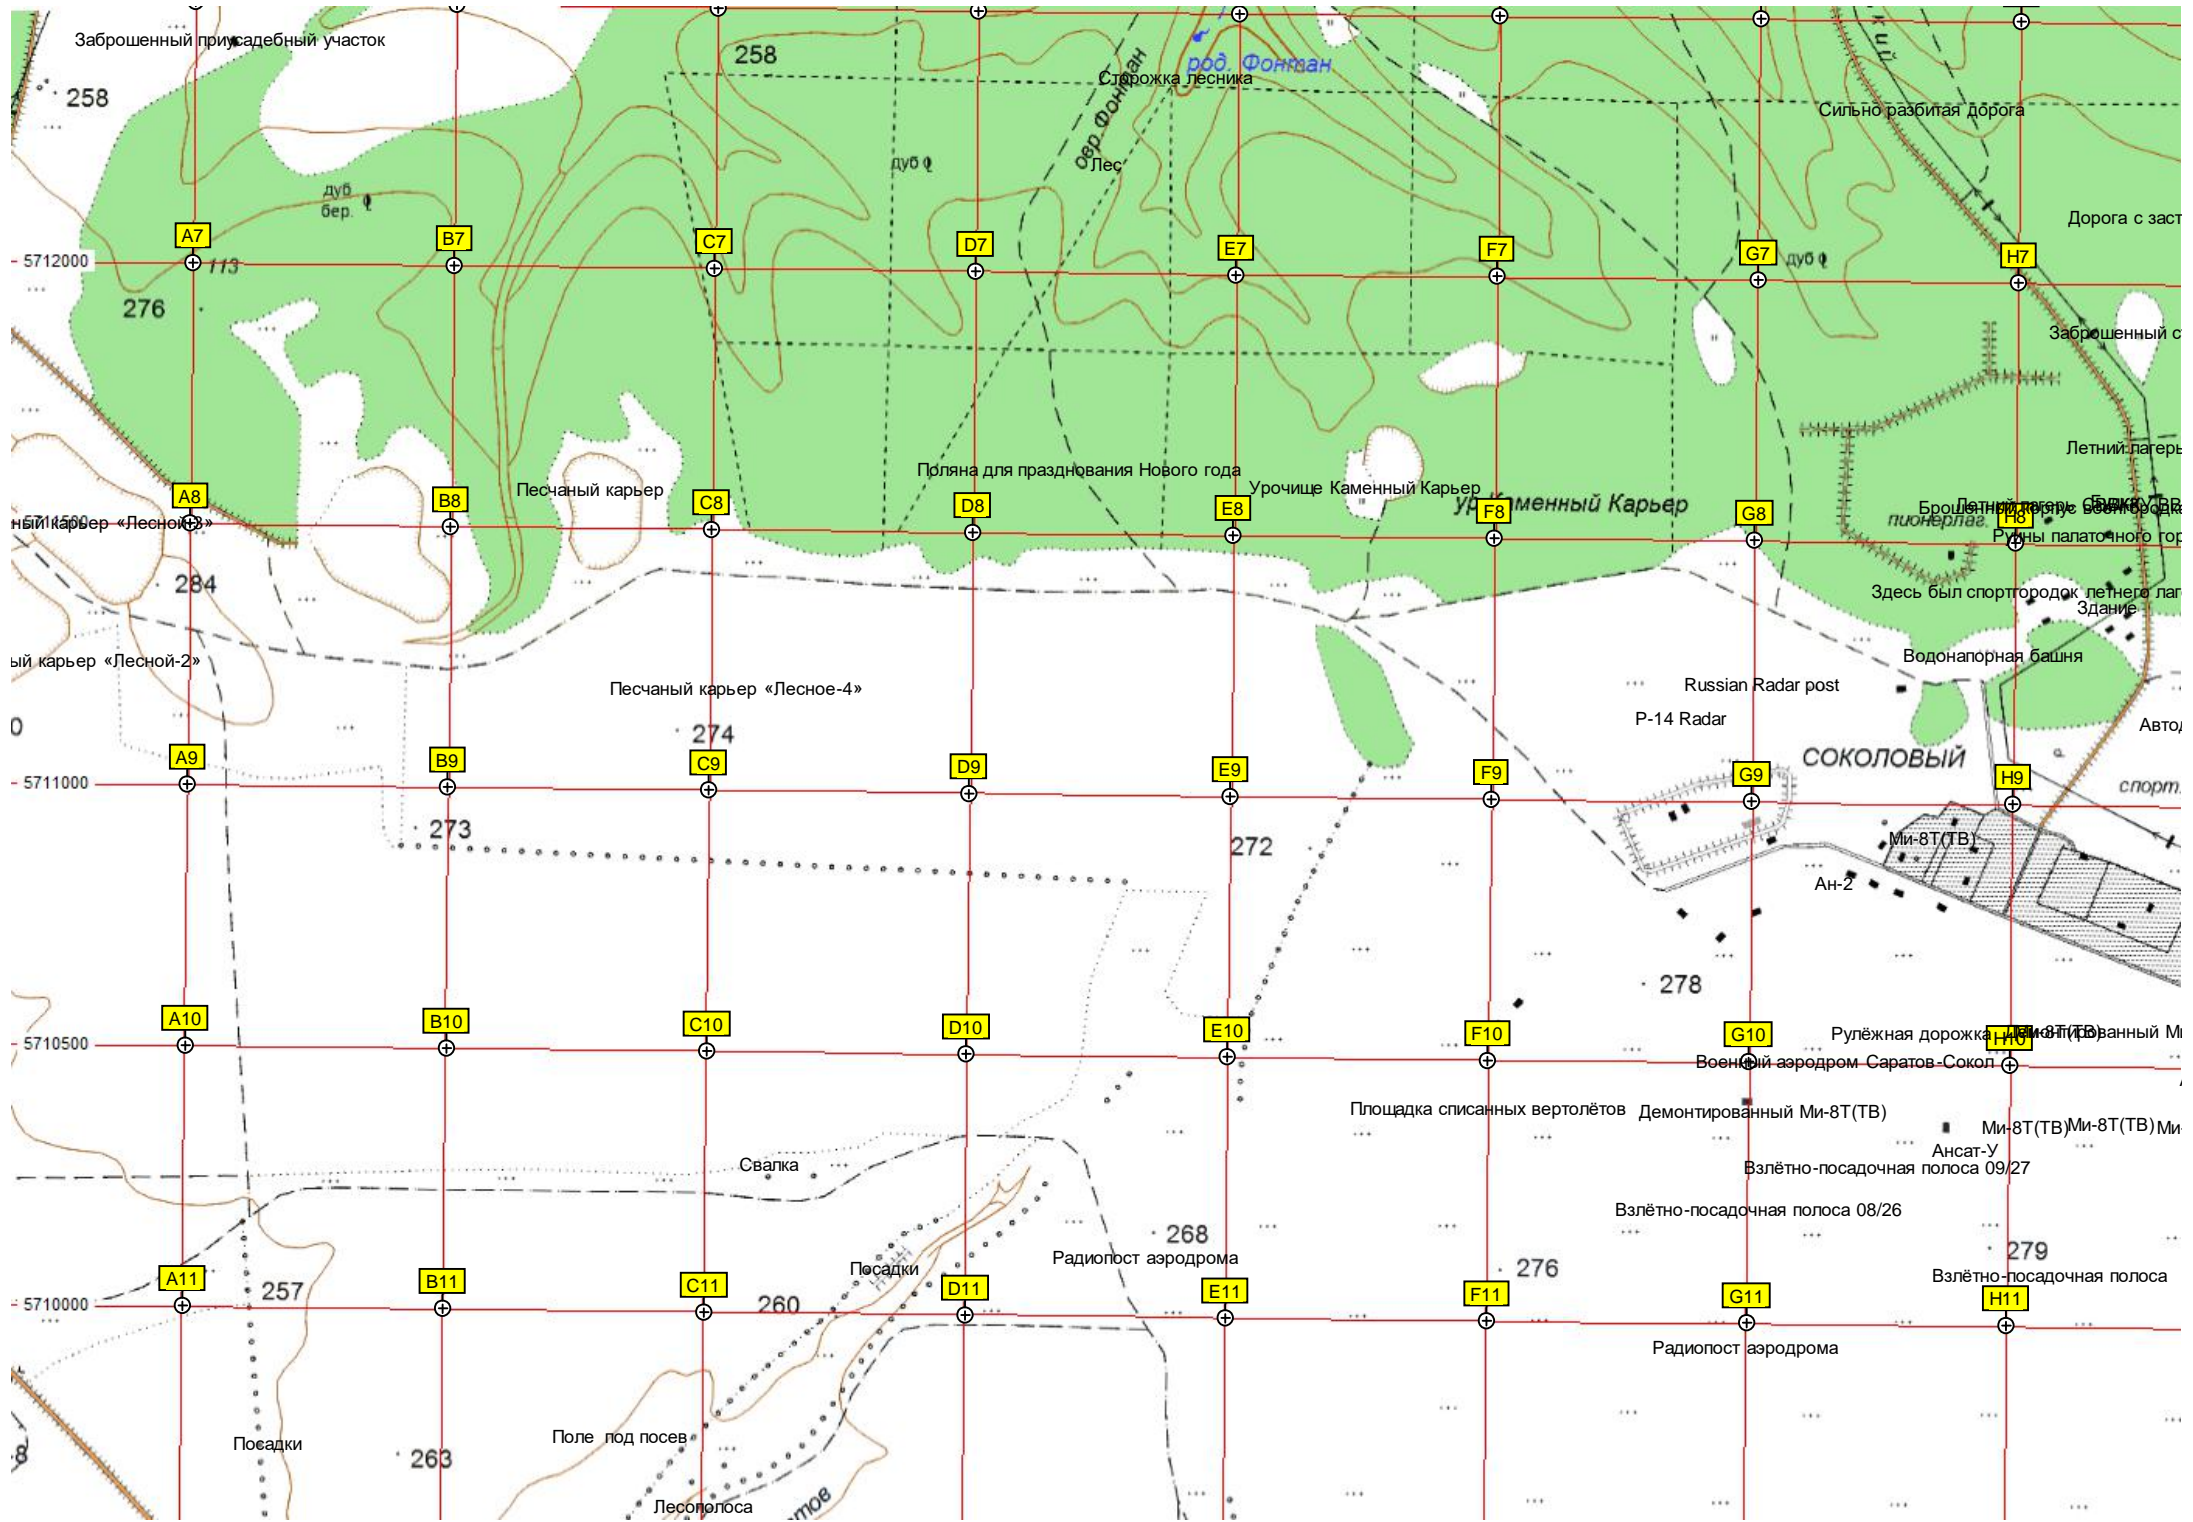 Заброшенный приусадебный участок
258
258
род. Фонтан
Сторожка лесника
овр. Фонтан
Сильно разбитая дорога
Лес
дуб
дуб
бер.
Дорога с заст
A7
B7
C7
D7
E7
F7
G7
дуб
H7
5712000
113
276
Заброшенный с
Летний лагерь
Поляна для празднования Нового года
Песчаный карьер
Урочище Каменный Карьер
ур. Каменный Карьер
A8
B8
C8
D8
E8
F8
G8
H8
5711500
ный карьер «Лесной-3»
пионерлаг.
Руины палаточного гор
284
Здесь был спортгородок летнего лаг
Здание
ый карьер «Лесной-2»
Водонапорная башня
Песчаный карьер «Лесное-4»
Russian Radar post
P-14 Radar
0
274
Автод
СОКОЛОВЫЙ
A9
B9
C9
D9
E9
F9
G9
H9
5711000
спорт.
273
272
Ми-8Т(ТВ)
Ан-2
278
A10
B10
C10
D10
E10
F10
G10
Рулёжная дорожка
H10
5710500
Военный аэродром Саратов-Сокол
Площадка списанных вертолётов
Демонтированный Ми-8Т(ТВ)
Ми-8Т(ТВ)
Ми-8Т(ТВ)
Ми-
Ансат-У
Свалка
Взлётно-посадочная полоса 09/27
Взлётно-посадочная полоса 08/26
268
Радиопост аэродрома
279
Посадки
276
Взлётно-посадочная полоса
A11
257
B11
C11
260
D11
E11
F11
G11
H11
5710000
Радиопост аэродрома
Посадки
Поле под посев
8
263
Лесополоса
тов